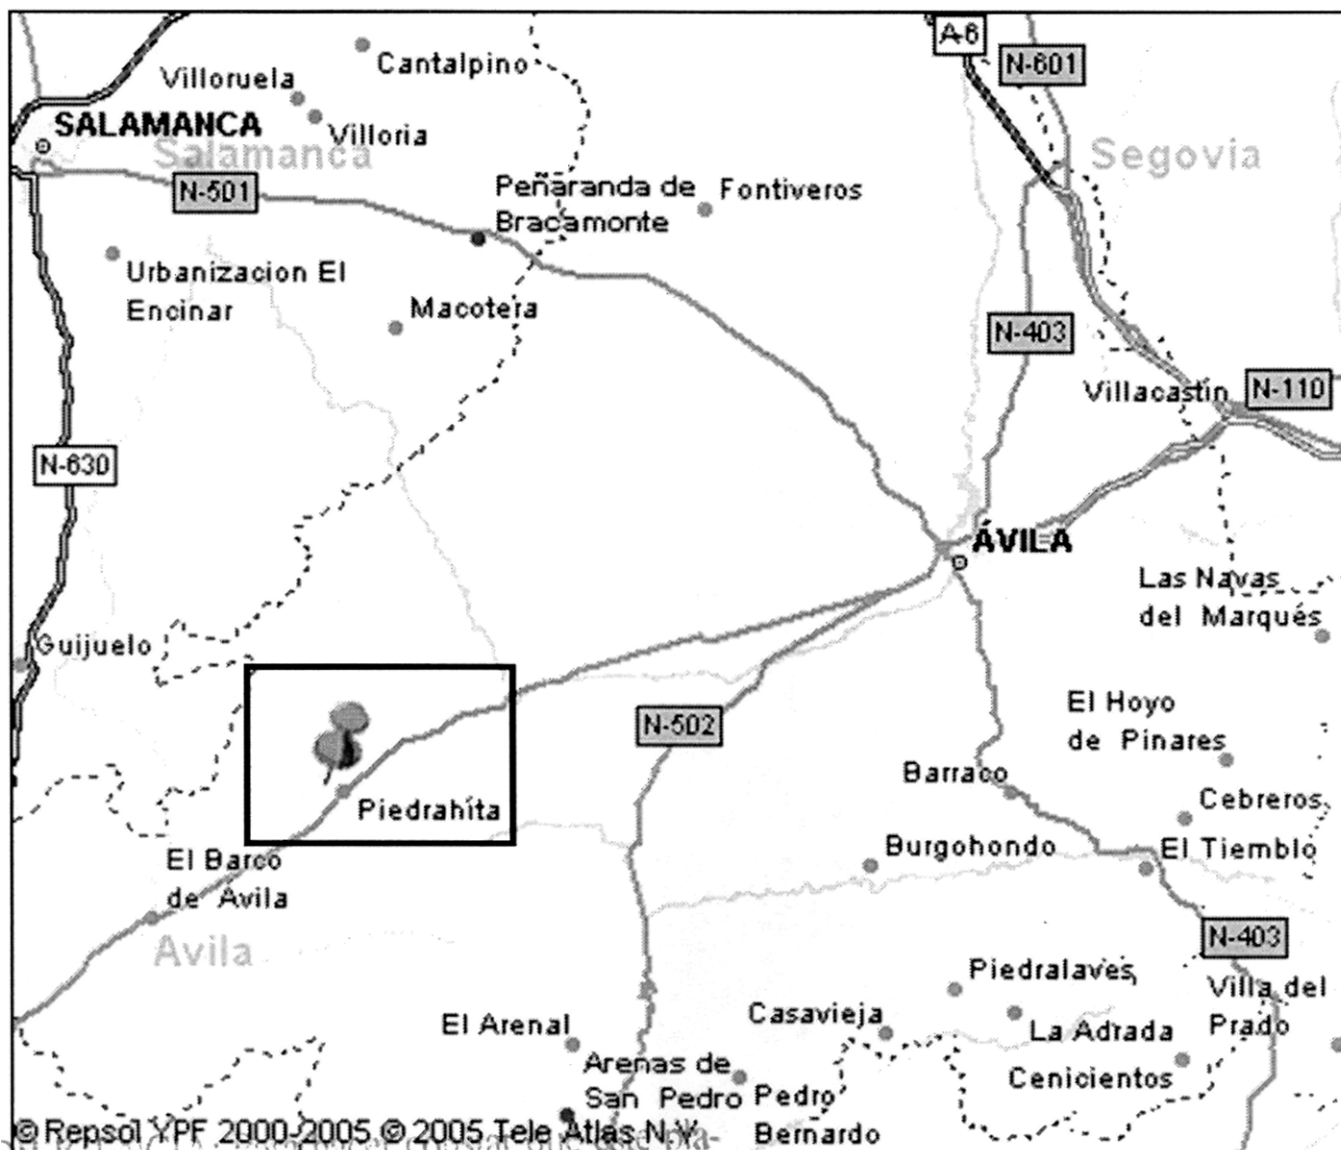 A-6
N-601
Cantalpino
Villoruela
SALAMANCA
Villoria
Salamanca
Segovia
N-501
Peñaranda de
Bracamonte
Fontiveros
Urbanizacion El
Encinar
Macotera
N-403
Villacastin
N-110
N-630
ÁVILA
Las Navas
del Marqués
Guijuelo
El Hoyo
de Pinares
N-502
Barraco
Piedrahíta
Cebreros
Burgohondo
El Tiemblo
El Barco
de Avila
Avila
N-403
Piedralaves
Villa del
Prado
Casavieja
El Arenal
La Adrada
Arenas de
San Pedro
Cenicientos
Pedro
Bernardo
© Repsol YPF 2000-2005 © 2005 Tele Atlas N.V.